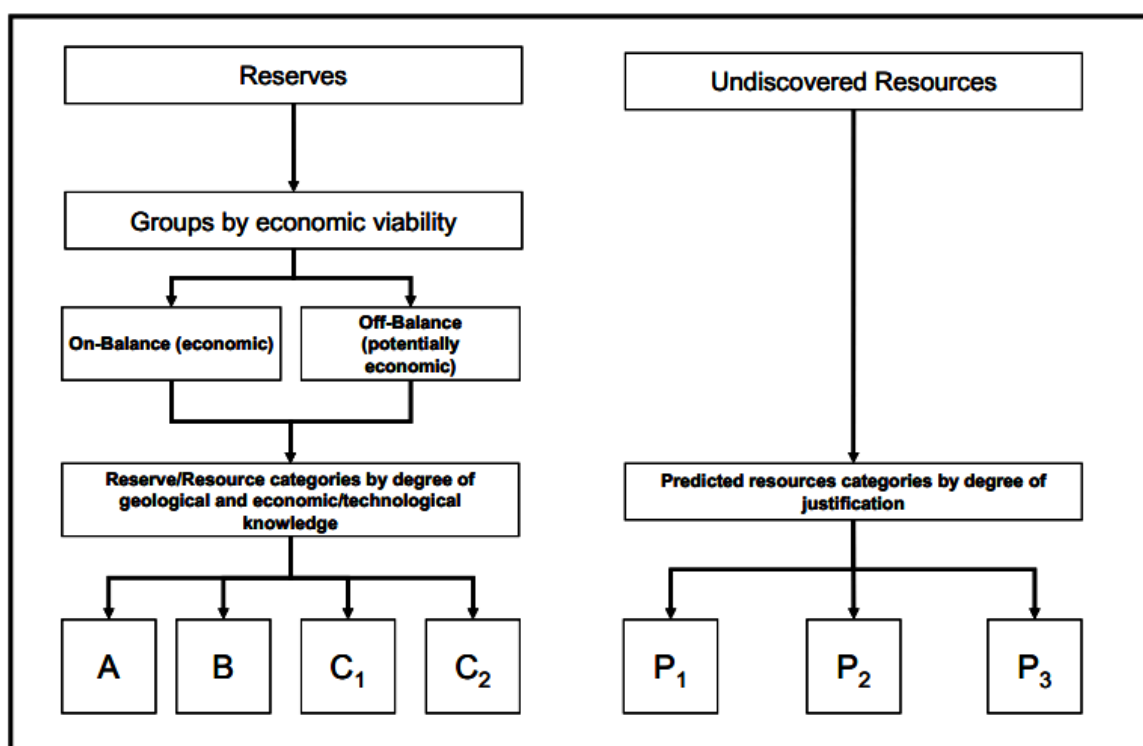 Reserves
Undiscovered Resources
Groups by economic viability
On-Balance (economic)
Off-Balance
(potentially
economic)
Reserve/Resource categories by degree of
geological and economic/technological
knowledge
Predicted resources categories by degree of
justification
A
B
C₁
C₂
P₁
P₂
P₃